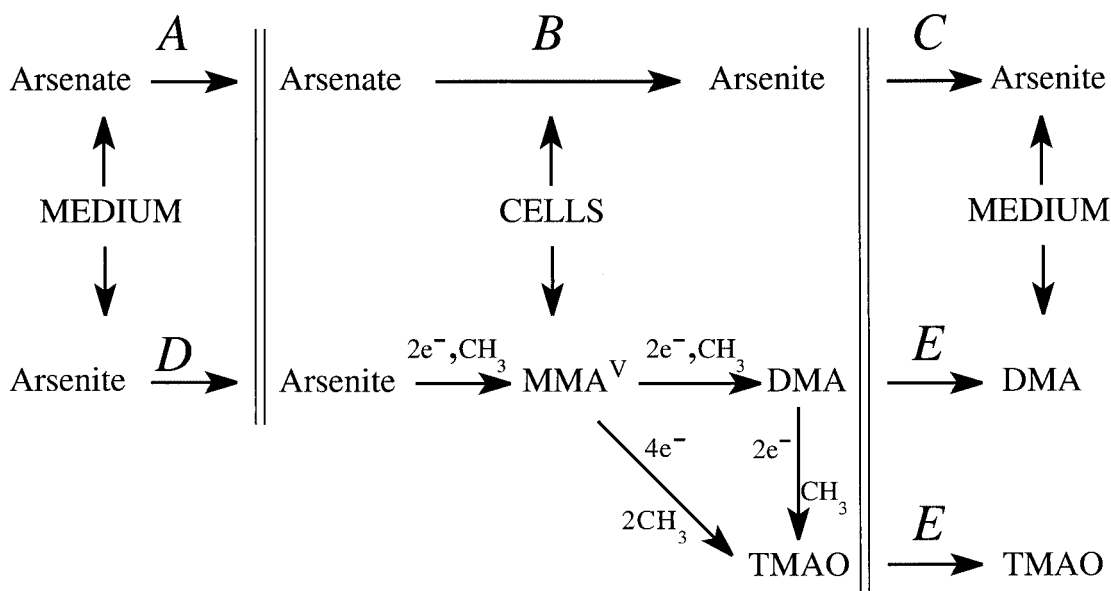 A B C
Arsenate Arsenate Arsenite Arsenite
MEDIUM CELLS MEDIUM
D 2e⁻,CH₃ 2e⁻,CH₃ E
Arsenite Arsenite MMAⱽ DMA DMA
4e⁻ 2e⁻
2CH₃ CH₃ E
TMAO TMAO